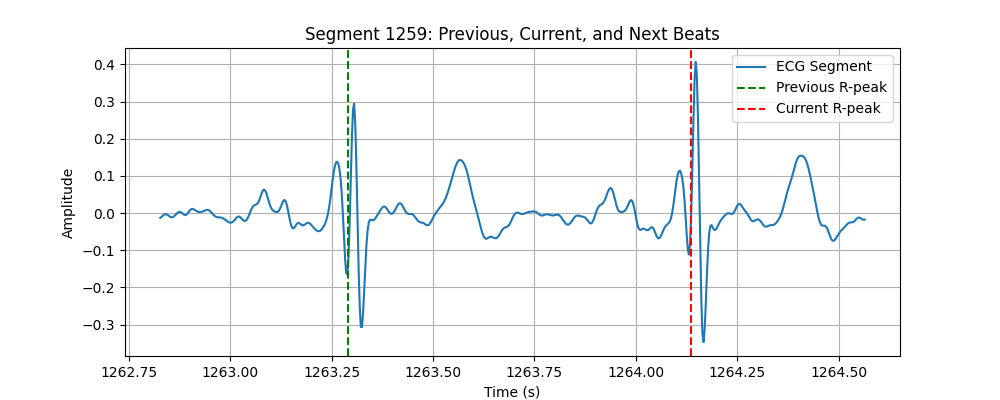 Segment 1259: Previous, Current, and Next Beats
ECG Segment
Previous R-peak
Current R-peak
Amplitude
0.4
0.3
0.2
0.1
0.0
−0.1
−0.2
−0.3
1262.75 1263.00 1263.25 1263.50 1263.75 1264.00 1264.25 1264.50
Time (s)